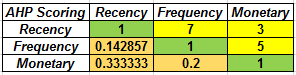 AHP Scoring Recency Frequency Monetary
Recency 1 7 3
Frequency 0.142857 1 5
Monetary 0.333333 0.2 1